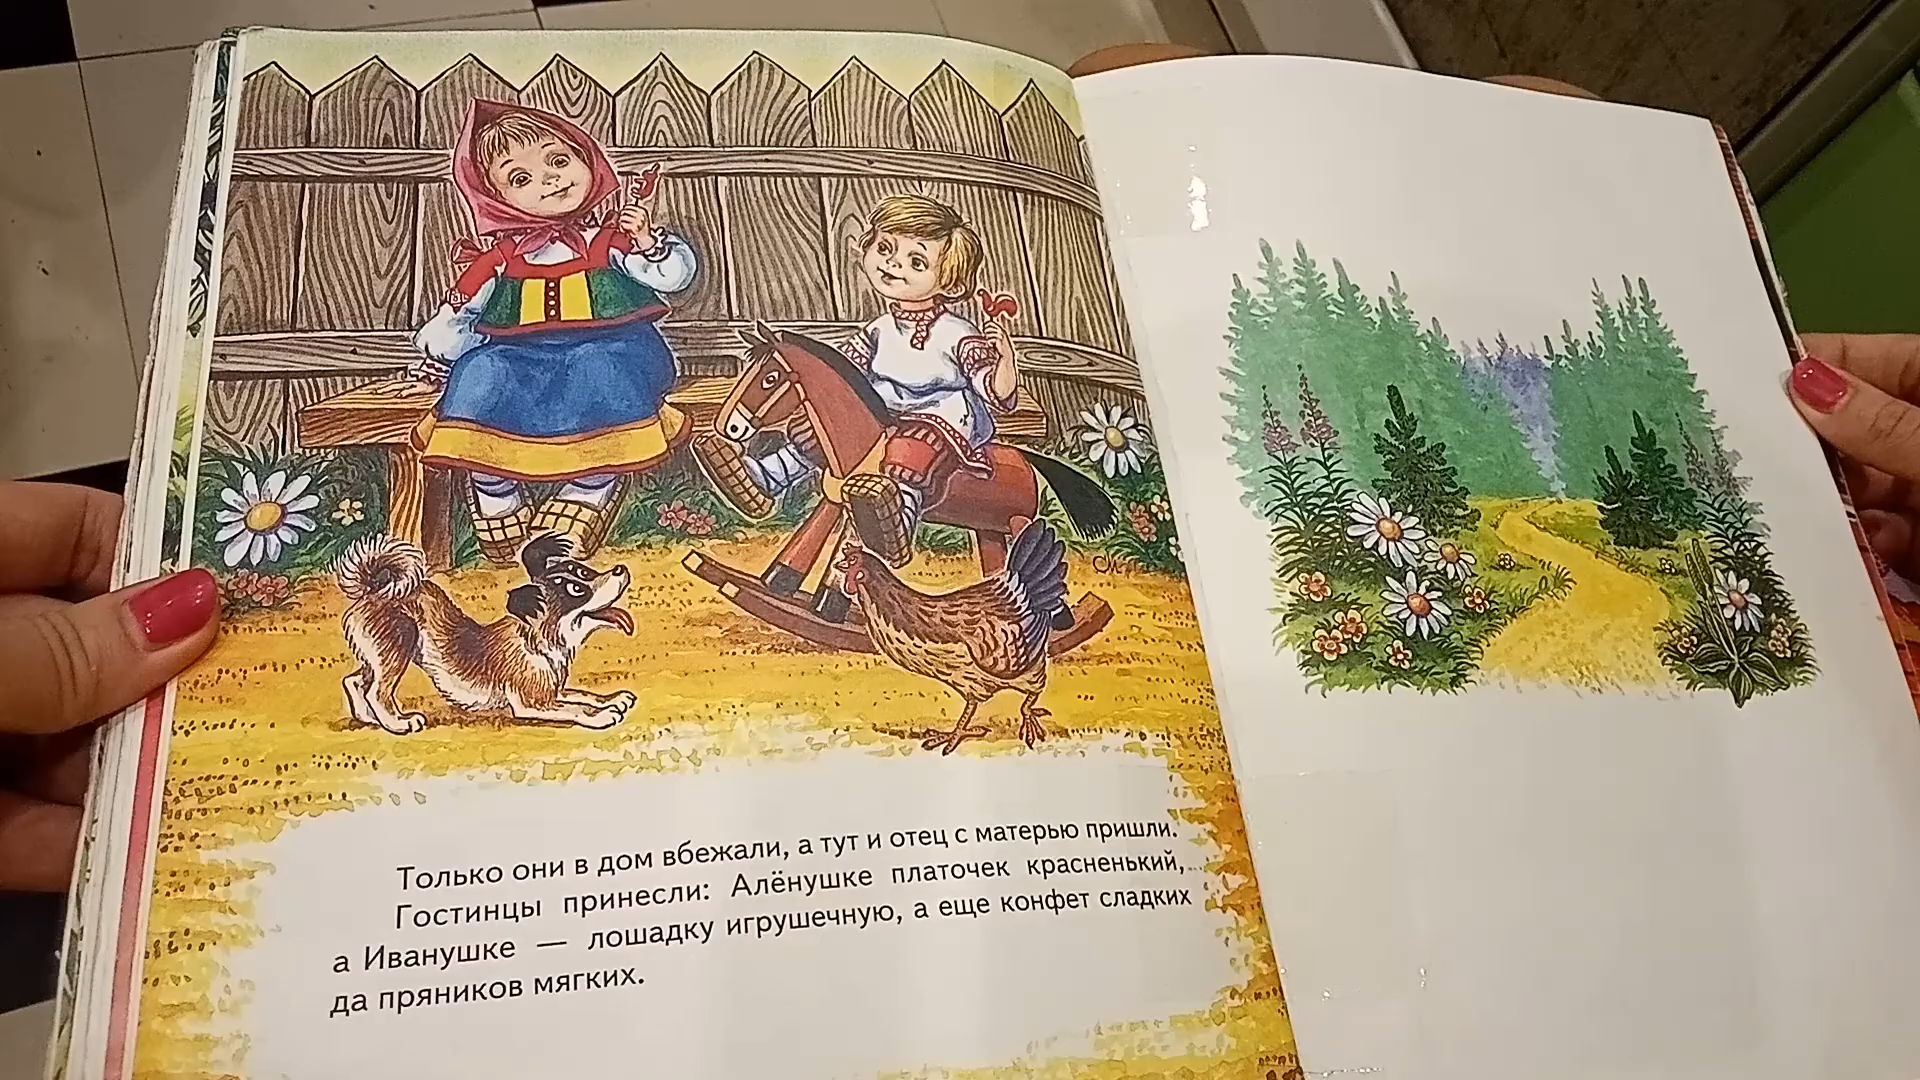 Только они в дом вбежали, а тут и отец с матерью пришли.
Гостинцы принесли: Алёнушке платочек красненький,
а Иванушке — лошадку игрушечную, а еще конфет сладких
да пряников мягких.